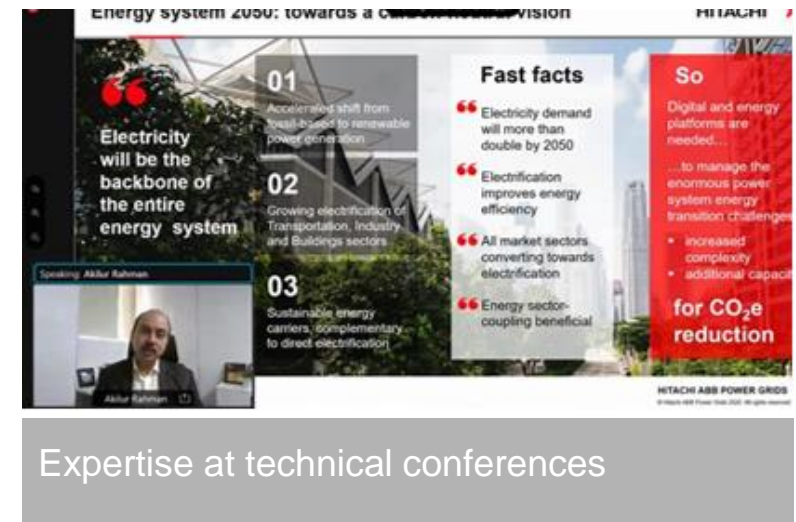 Energy system 2050: towards a vision
HITACHI
Electricity
will be the
backbone of
the entire
energy system
01
Accelerated shift from
fossil-based to renewable
power generation
02
Growing electrification of
Transportation, Industry
and Buildings sectors
03
Sustainable energy
carriers, complementary
to direct electrification
Fast facts
Electricity demand
will more than
double by 2050
Electrification
improves energy
efficiency
All market sectors
converting towards
electrification
Energy sector-
coupling beneficial
So
Digital and energy
platforms are
needed...
...to manage the
enormous power
system energy
transition challenges
increased
complexity
additional
for CO₂e
reduction
Speaking: Akilur Rahman
Akilur Rahman
HITACHI ABB POWER GRIDS
Expertise at technical conferences